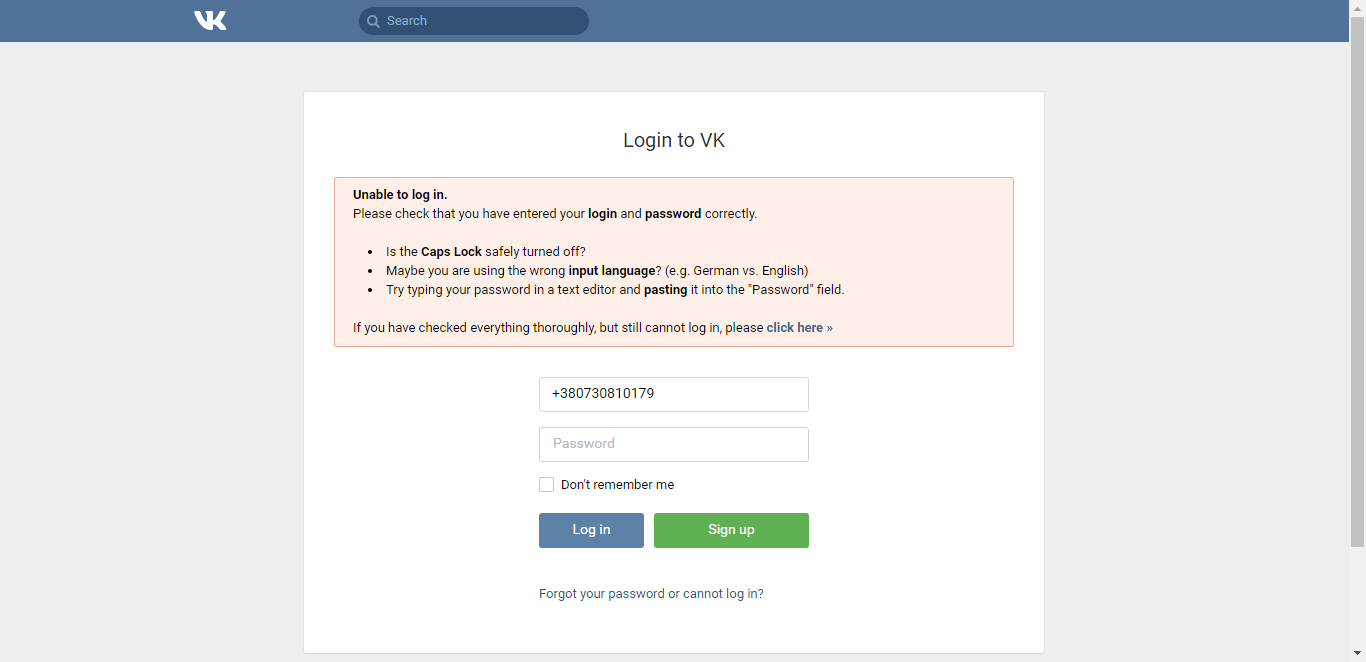 VK
Search
Login to VK
Unable to log in.
Please check that you have entered your login and password correctly.
Is the Caps Lock safely turned off?
Maybe you are using the wrong input language? (e.g. German vs. English)
Try typing your password in a text editor and pasting it into the "Password" field.
If you have checked everything thoroughly, but still cannot log in, please click here »
+380730810179
Password
Don't remember me
Log in
Sign up
Forgot your password or cannot log in?